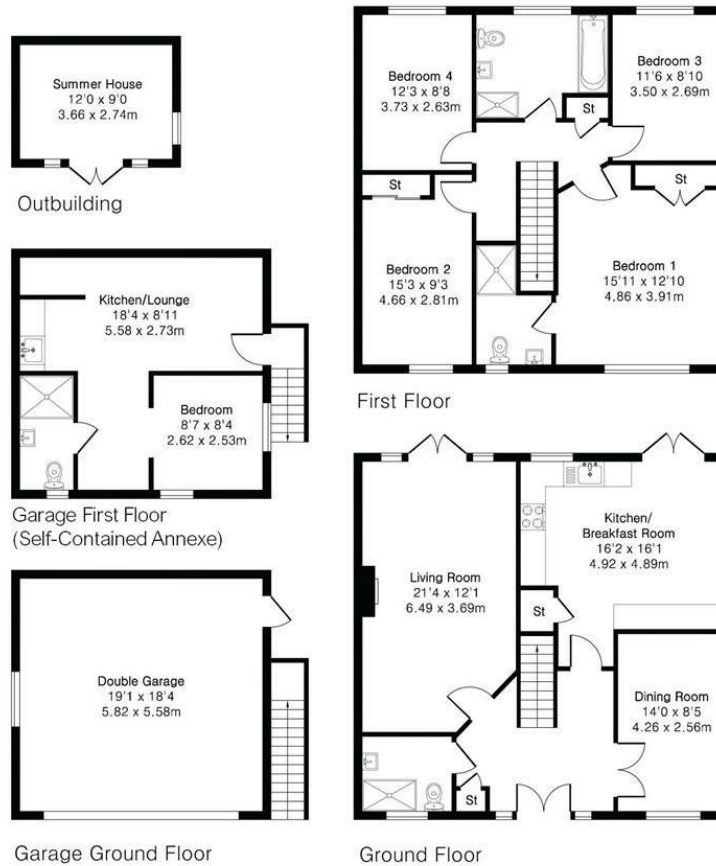 Summer House
12'0 x 9'0
3.66 x 2.74m
Outbuilding
Kitchen/Lounge
18'4 x 8'11
5.58 x 2.73m
Bedroom
8'7 x 8'4
2.62 x 2.53m
Garage First Floor
(Self-Contained Annexe)
Double Garage
19'1 x 18'4
5.82 x 5.58m
Garage Ground Floor
Bedroom 4
12'3 x 8'8
3.73 x 2.63m
Bedroom 3
11'6 x 8'10
3.50 x 2.69m
St
St
St
Bedroom 2
15'3 x 9'3
4.66 x 2.81m
Bedroom 1
15'11 x 12'10
4.86 x 3.91m
First Floor
Kitchen/
Breakfast Room
16'2 x 16'1
4.92 x 4.89m
Living Room
21'4 x 12'1
6.49 x 3.69m
St
Dining Room
14'0 x 8'5
4.26 x 2.56m
St
Ground Floor